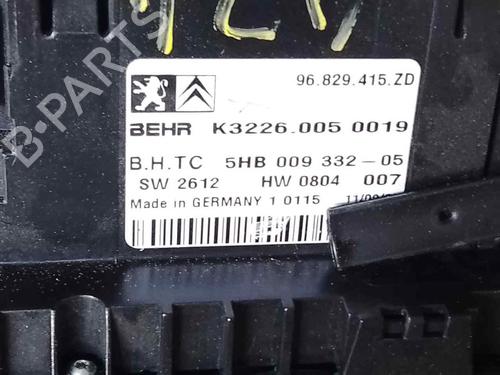 B-PARTS
96.829.415.ZD
BEHR K3226.005 0019
B.H.TC 5HB 009 332-05
SW 2612 HW 0804 007
Made in GERMANY 1 0115